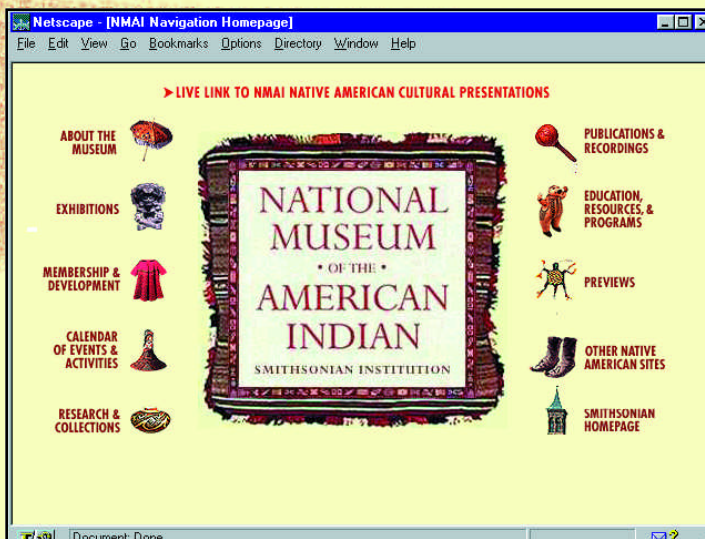 Netscape - [NMAI Navigation Homepage]
File Edit View Go Bookmarks Options Directory Window Help
➤LIVE LINK TO NMAI NATIVE AMERICAN CULTURAL PRESENTATIONS
ABOUT THE
MUSEUM
EXHIBITIONS
MEMBERSHIP &
DEVELOPMENT
CALENDAR
OF EVENTS &
ACTIVITIES
RESEARCH &
COLLECTIONS
NATIONAL
MUSEUM
• OF THE •
AMERICAN
INDIAN
SMITHSONIAN INSTITUTION
PUBLICATIONS &
RECORDINGS
EDUCATION,
RESOURCES, &
PROGRAMS
PREVIEWS
OTHER NATIVE
AMERICAN SITES
SMITHSONIAN
HOMEPAGE
Document: Done